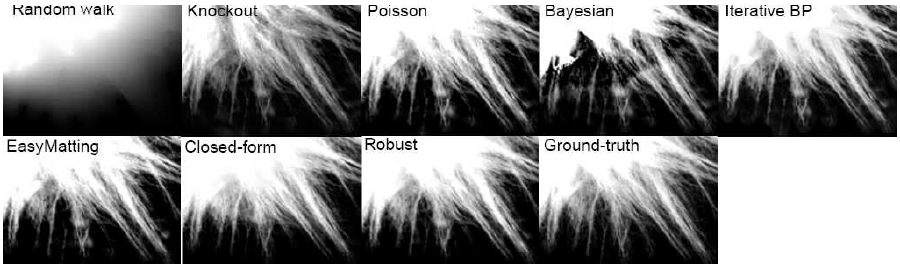 Random walk
Knockout
Poisson
Bayesian
Iterative BP
EasyMatting
Closed-form
Robust
Ground-truth